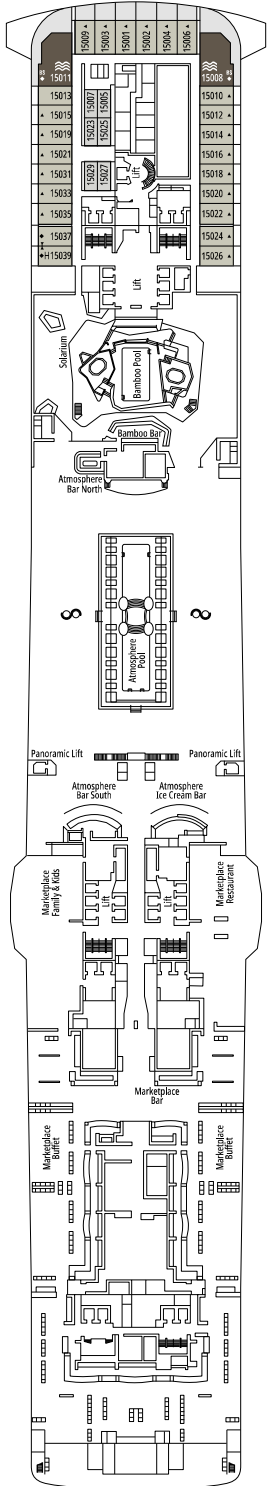 15009
15003
15001
15002
15004
15006
15011
15008
15013
15010
15015
15012
15019
15014
15021
15016
15031
15018
15033
15020
15035
15022
15037
15024
H15039
15026
15007
15005
15023
15025
15029
15027
Lift
Lift
Solarium
Bamboo Pool
Bamboo Bar
Atmosphere
Bar North
Atmosphere
Pool
Panoramic Lift
Panoramic Lift
Atmosphere
Bar South
Atmosphere
Ice Cream Bar
Marketplace
Family & Kids
Lift
Lift
Marketplace
Restaurant
Marketplace
Bar
Marketplace
Buffet
Marketplace
Buffet